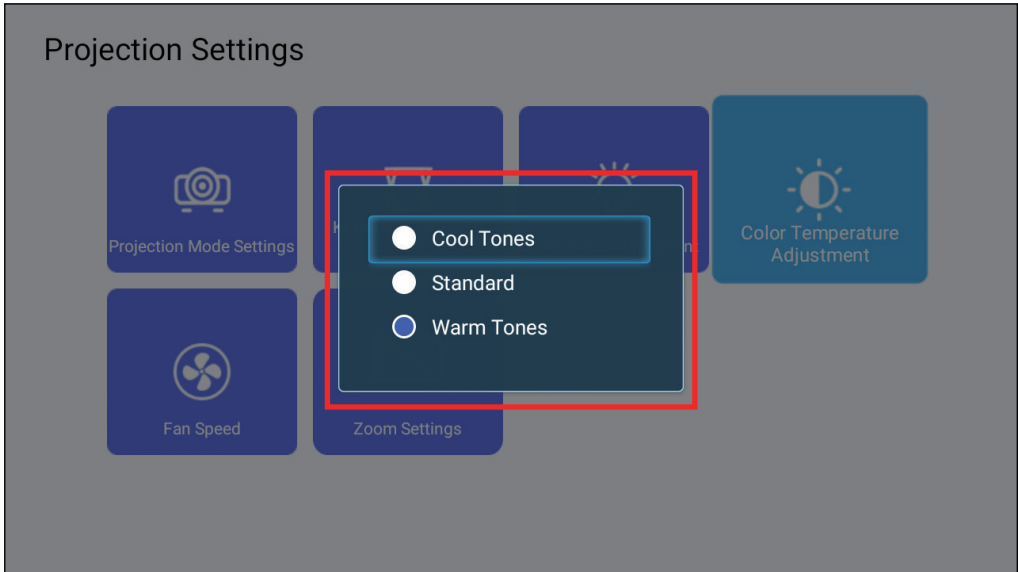 Projection Settings
Projection Mode Settings
Color Temperature
Adjustment
Cool Tones
Standard
Warm Tones
Fan Speed
Zoom Settings